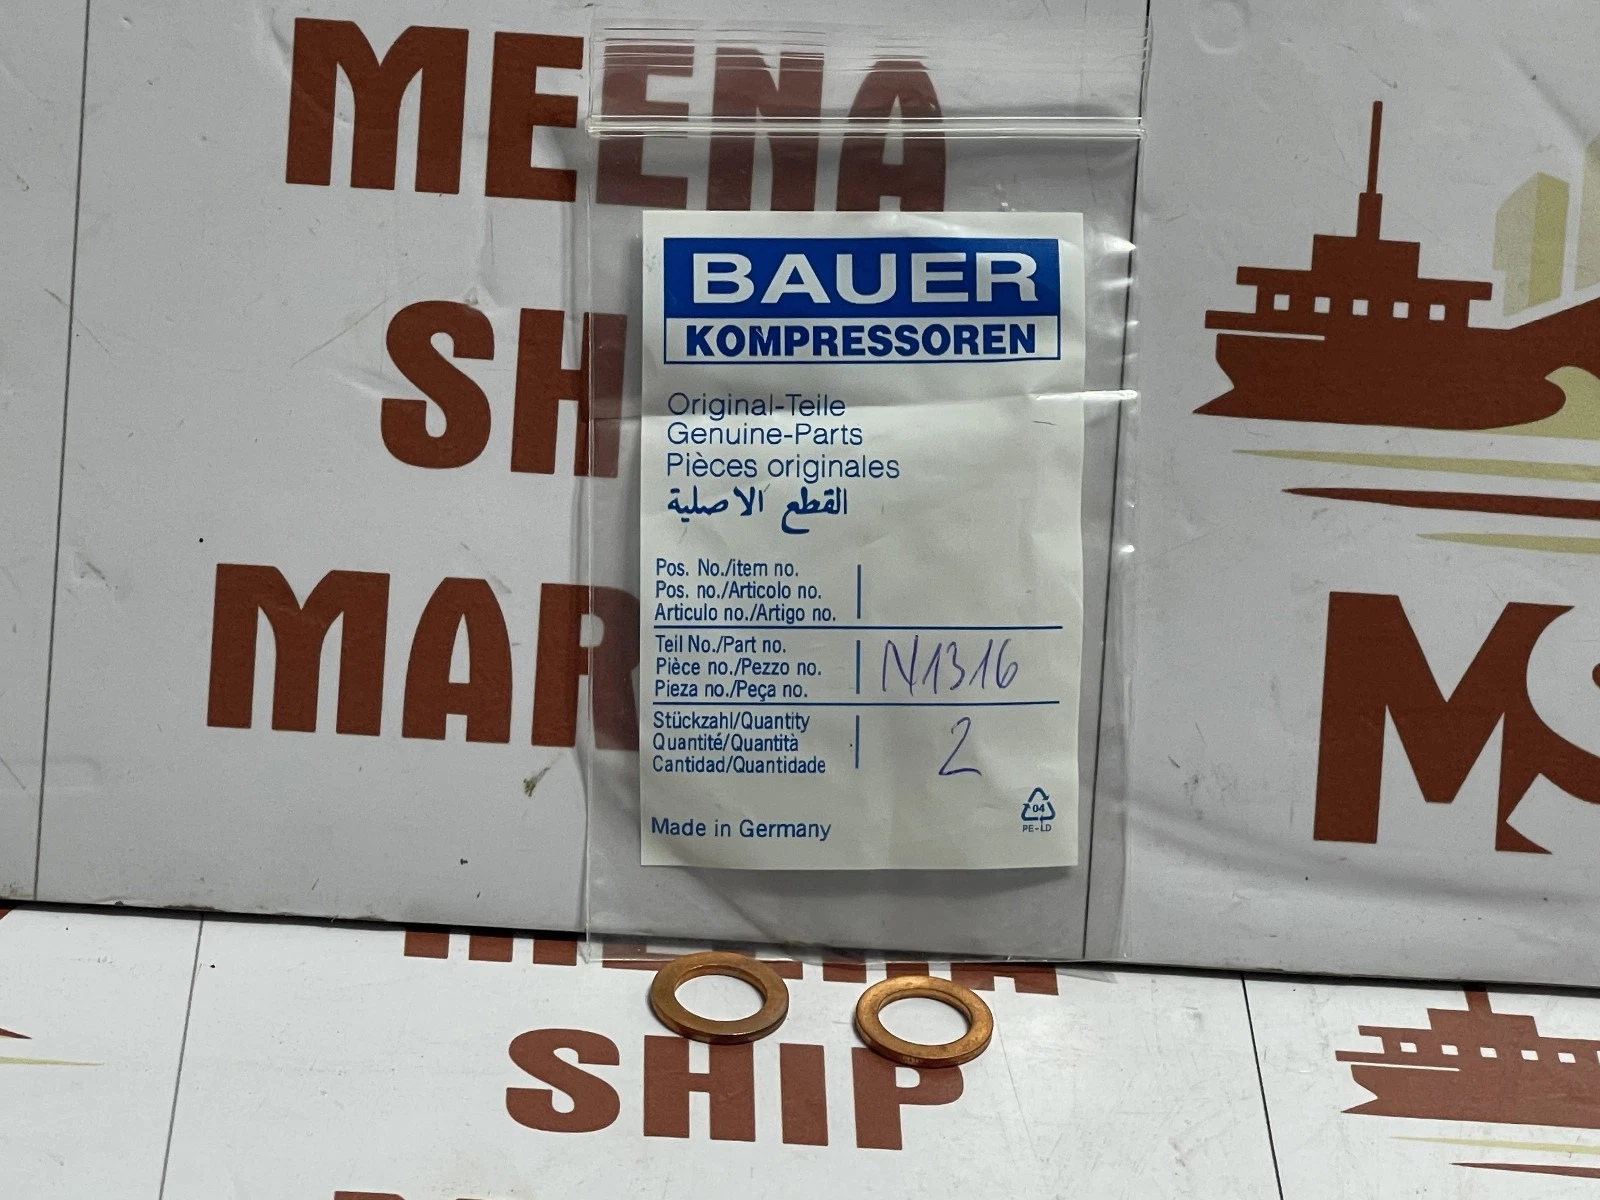 MEENA
SH
MAR
BAUER
KOMPRESSOREN
Original-Teile
Genuine-Parts
Pièces originales
القطع الاصلية
Pos. No./item no.
Pos. no./Articolo no.
Articulo no./Artigo no.
Teil No./Part no.
Pièce no./Pezzo no.
Pieza no./Peça no.
N1316
Stückzahl/Quantity
Quantité/Quantità
Cantidad/Quantidade
2
Made in Germany
04
PE-LD
MS
SHIP